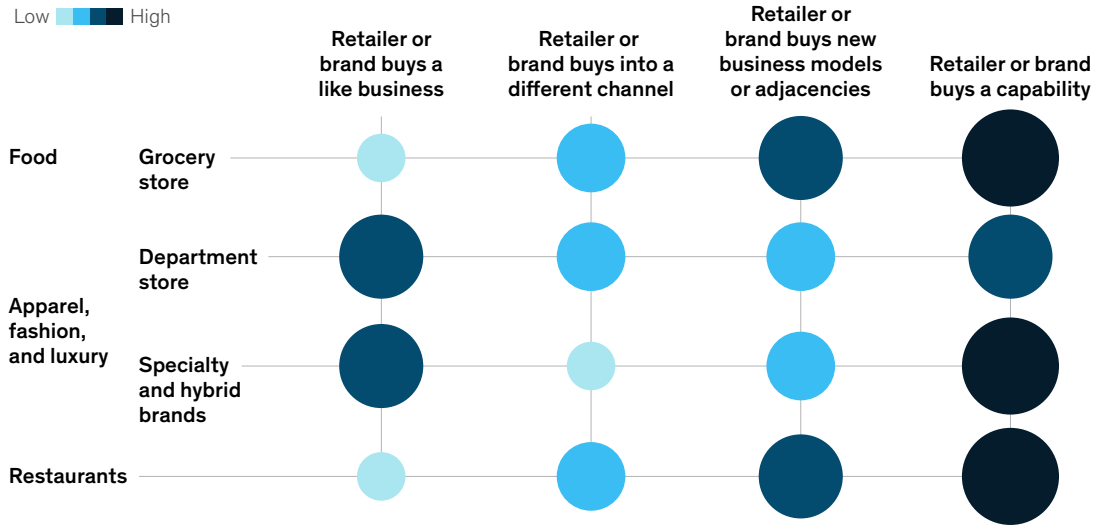 Low High
Retailer or
brand buys a
like business
Retailer or
brand buys into a
different channel
Retailer or
brand buys new
business models
or adjacencies
Retailer or brand
buys a capability
Food
Grocery
store
Department
store
Apparel,
fashion,
and luxury
Specialty
and hybrid
brands
Restaurants